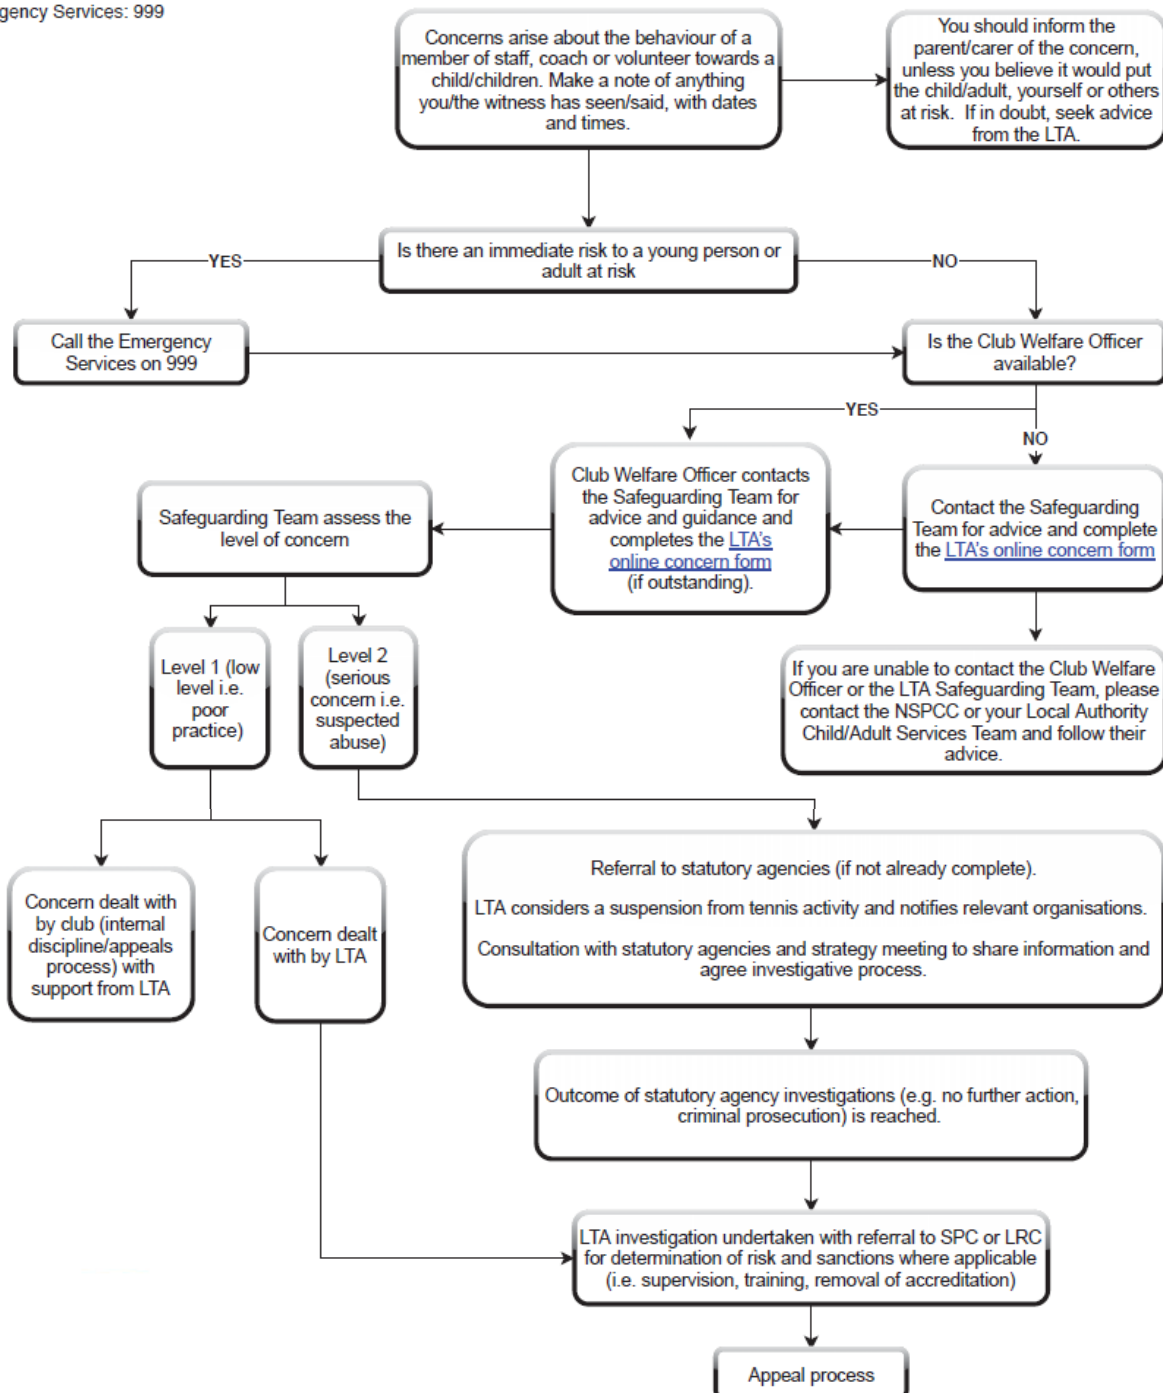 gency Services: 999
Concerns arise about the behaviour of a
member of staff, coach or volunteer towards a
child/children. Make a note of anything
you/the witness has seen/said, with dates
and times.
You should inform the
parent/carer of the concern,
unless you believe it would put
the child/adult, yourself or others
at risk. If in doubt, seek advice
from the LTA.
Is there an immediate risk to a young person or
adult at risk
YES
NO
Call the Emergency
Services on 999
Is the Club Welfare Officer
available?
YES
NO
Club Welfare Officer contacts
the Safeguarding Team for
advice and guidance and
completes the LTA's
online concern form
(if outstanding).
Contact the Safeguarding
Team for advice and complete
the LTA's online concern form
Safeguarding Team assess the
level of concern
Level 1 (low
level i.e.
poor
practice)
Level 2
(serious
concern i.e.
suspected
abuse)
If you are unable to contact the Club Welfare
Officer or the LTA Safeguarding Team, please
contact the NSPCC or your Local Authority
Child/Adult Services Team and follow their
advice.
Concern dealt with
by club (internal
discipline/appeals
process) with
support from LTA
Concern dealt
with by LTA
Referral to statutory agencies (if not already complete).
LTA considers a suspension from tennis activity and notifies relevant organisations.
Consultation with statutory agencies and strategy meeting to share information and
agree investigative process.
Outcome of statutory agency investigations (e.g. no further action,
criminal prosecution) is reached.
LTA investigation undertaken with referral to SPC or LRC
for determination of risk and sanctions where applicable
(i.e. supervision, training, removal of accreditation)
Appeal process